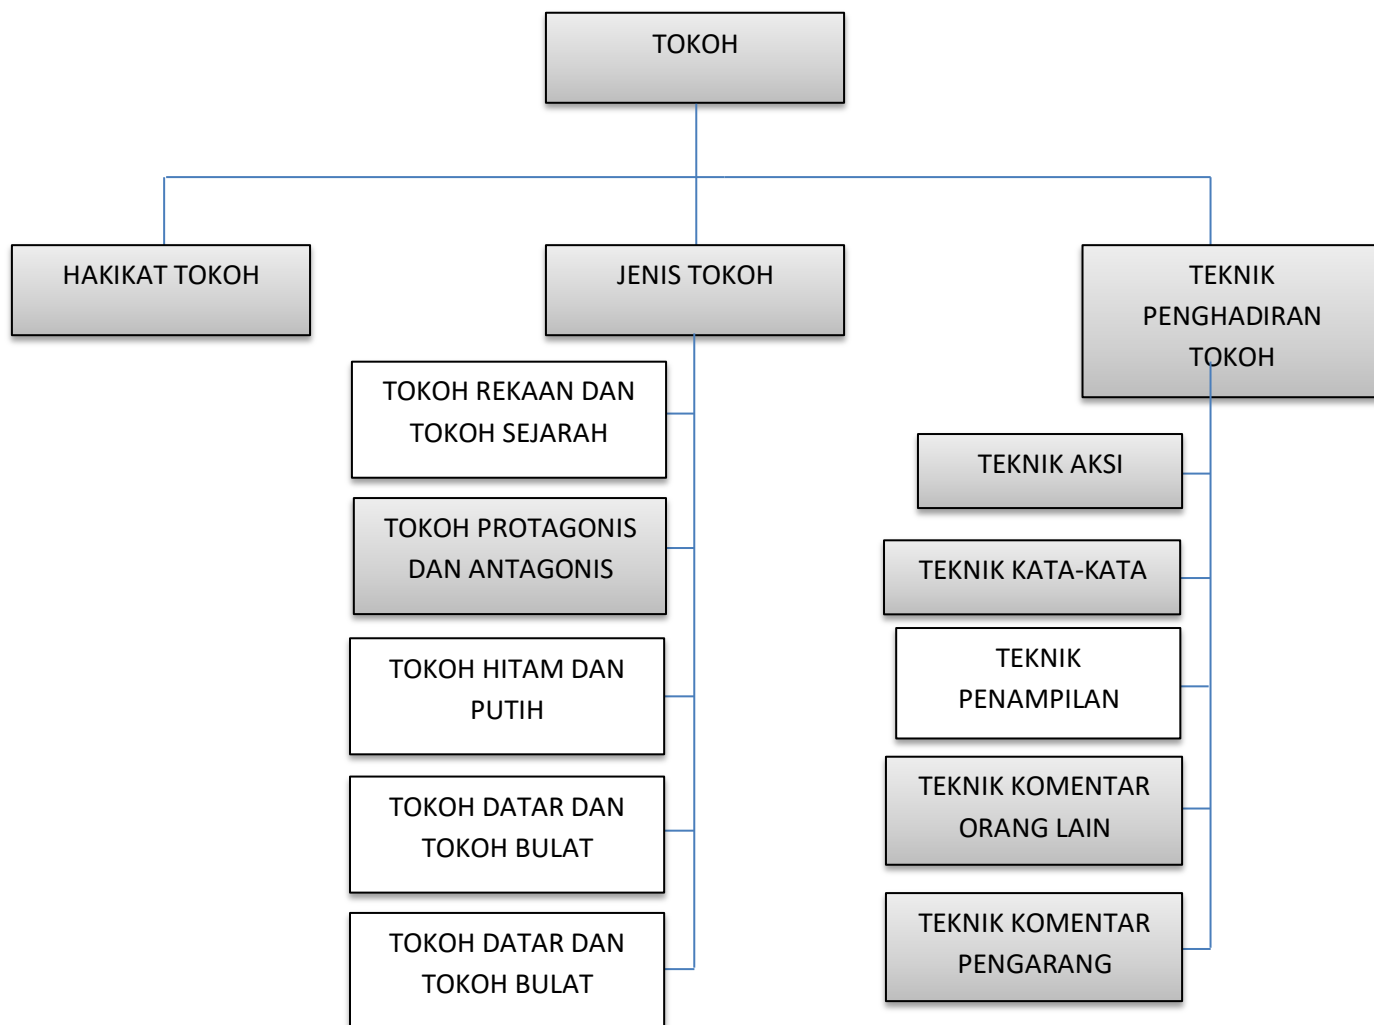 TOKOH
HAKIKAT TOKOH
JENIS TOKOH
TEKNIK
PENGHADIRAN
TOKOH
TOKOH REKAAN DAN
TOKOH SEJARAH
TOKOH PROTAGONIS
DAN ANTAGONIS
TOKOH HITAM DAN
PUTIH
TOKOH DATAR DAN
TOKOH BULAT
TOKOH DATAR DAN
TOKOH BULAT
TEKNIK AKSI
TEKNIK KATA-KATA
TEKNIK
PENAMPILAN
TEKNIK KOMENTAR
ORANG LAIN
TEKNIK KOMENTAR
PENGARANG